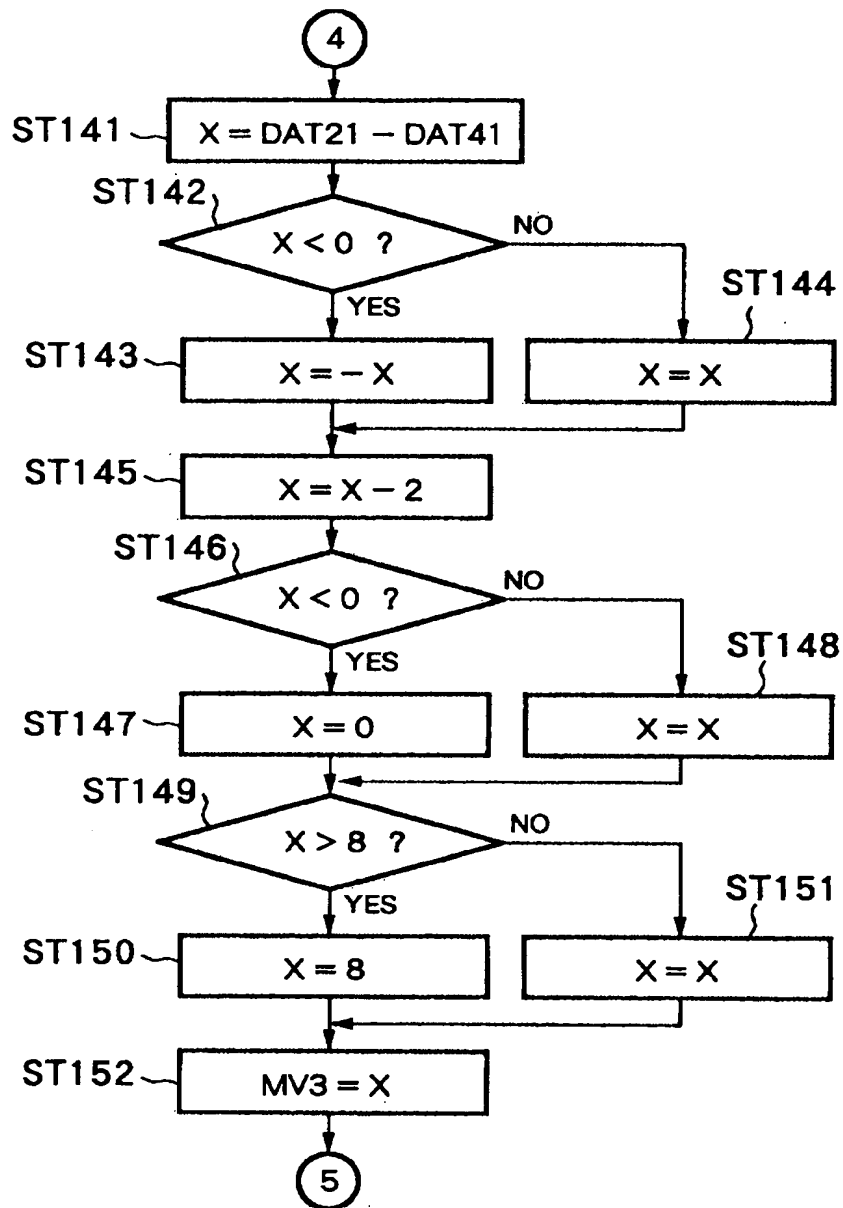 4
ST141
X = DAT21 - DAT41
ST142
X < 0 ?
NO
YES
ST144
ST143
X = - X
X = X
ST145
X = X - 2
ST146
X < 0 ?
NO
YES
ST148
ST147
X = 0
X = X
ST149
X > 8 ?
NO
YES
ST151
ST150
X = 8
X = X
ST152
MV3 = X
5